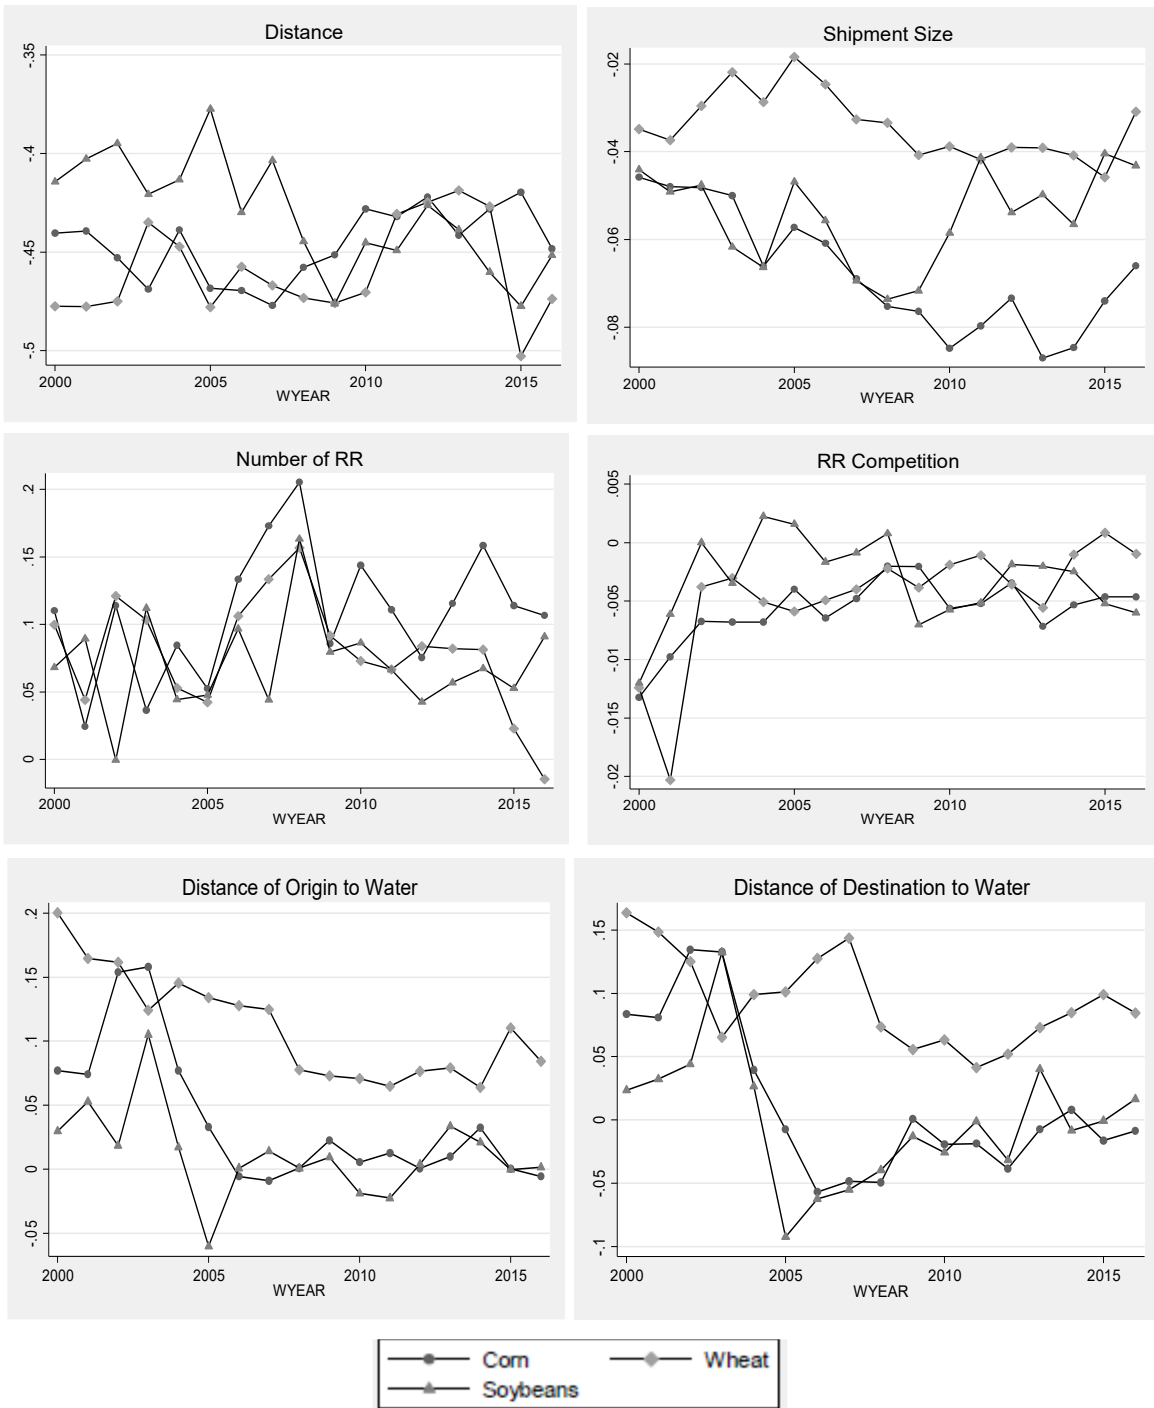 Distance
-.35
-.4
-.45
-.5
2000 2005 2010 2015
WYEAR
Shipment Size
-.02
-.04
-.06
-.08
2000 2005 2010 2015
WYEAR
Number of RR
.2
.15
.1
.05
0
2000 2005 2010 2015
WYEAR
RR Competition
.005
0
-.005
-.01
-.015
-.02
2000 2005 2010 2015
WYEAR
Distance of Origin to Water
.2
.15
.1
.05
0
-.05
2000 2005 2010 2015
WYEAR
Distance of Destination to Water
.15
.1
.05
0
-.05
-.1
2000 2005 2010 2015
WYEAR
Corn Wheat
Soybeans